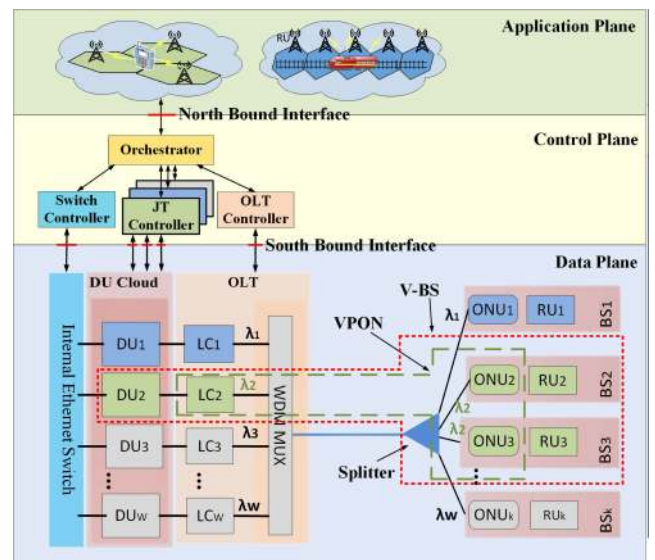 Application Plane
RU
North Bound Interface
Control Plane
Orchestrator
Switch
Controller
JT
Controller
OLT
Controller
South Bound Interface
Data Plane
DU Cloud
OLT
V-BS
VPON
Internal Ethernet Switch
DU1
LC1
λ1
DU2
LC2
λ2
DU3
LC3
λ3
DUW
LCW
λw
WDM MUX
Splitter
λ1
ONU1
RU1
BS1
λ2
ONU2
RU2
BS2
λ2
ONU3
RU3
BS3
λw
ONUk
RUk
BSk